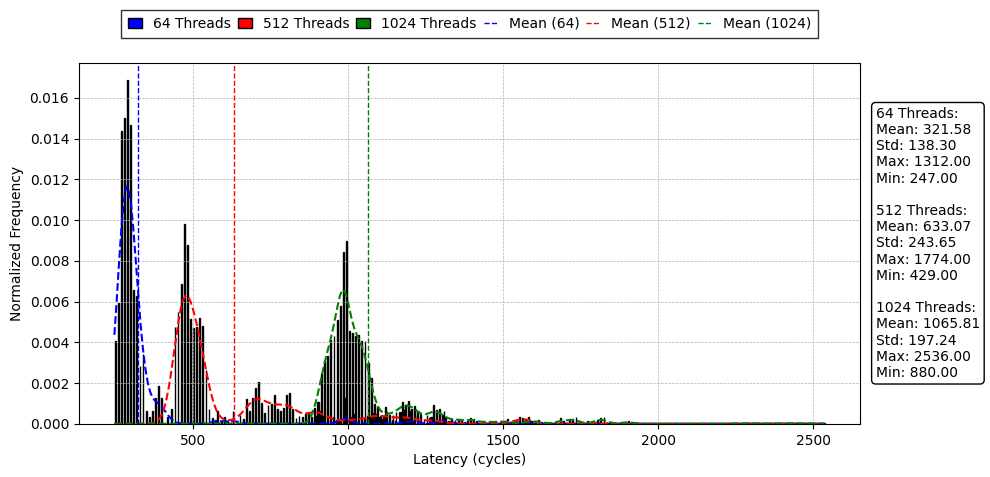 64 Threads 512 Threads 1024 Threads Mean (64) Mean (512) Mean (1024)
Normalized Frequency
0.016
0.014
0.012
0.010
0.008
0.006
0.004
0.002
0.000
500 1000 1500 2000 2500
Latency (cycles)
64 Threads:
Mean: 321.58
Std: 138.30
Max: 1312.00
Min: 247.00
512 Threads:
Mean: 633.07
Std: 243.65
Max: 1774.00
Min: 429.00
1024 Threads:
Mean: 1065.81
Std: 197.24
Max: 2536.00
Min: 880.00